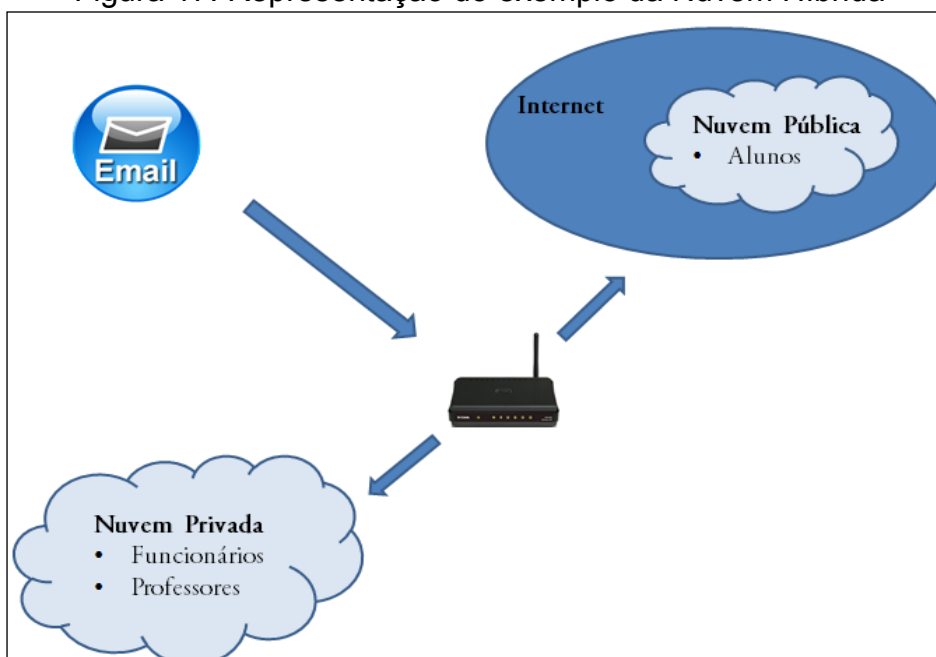 Email
Internet
Nuvem Pública
• Alunos
Nuvem Privada
• Funcionários
• Professores